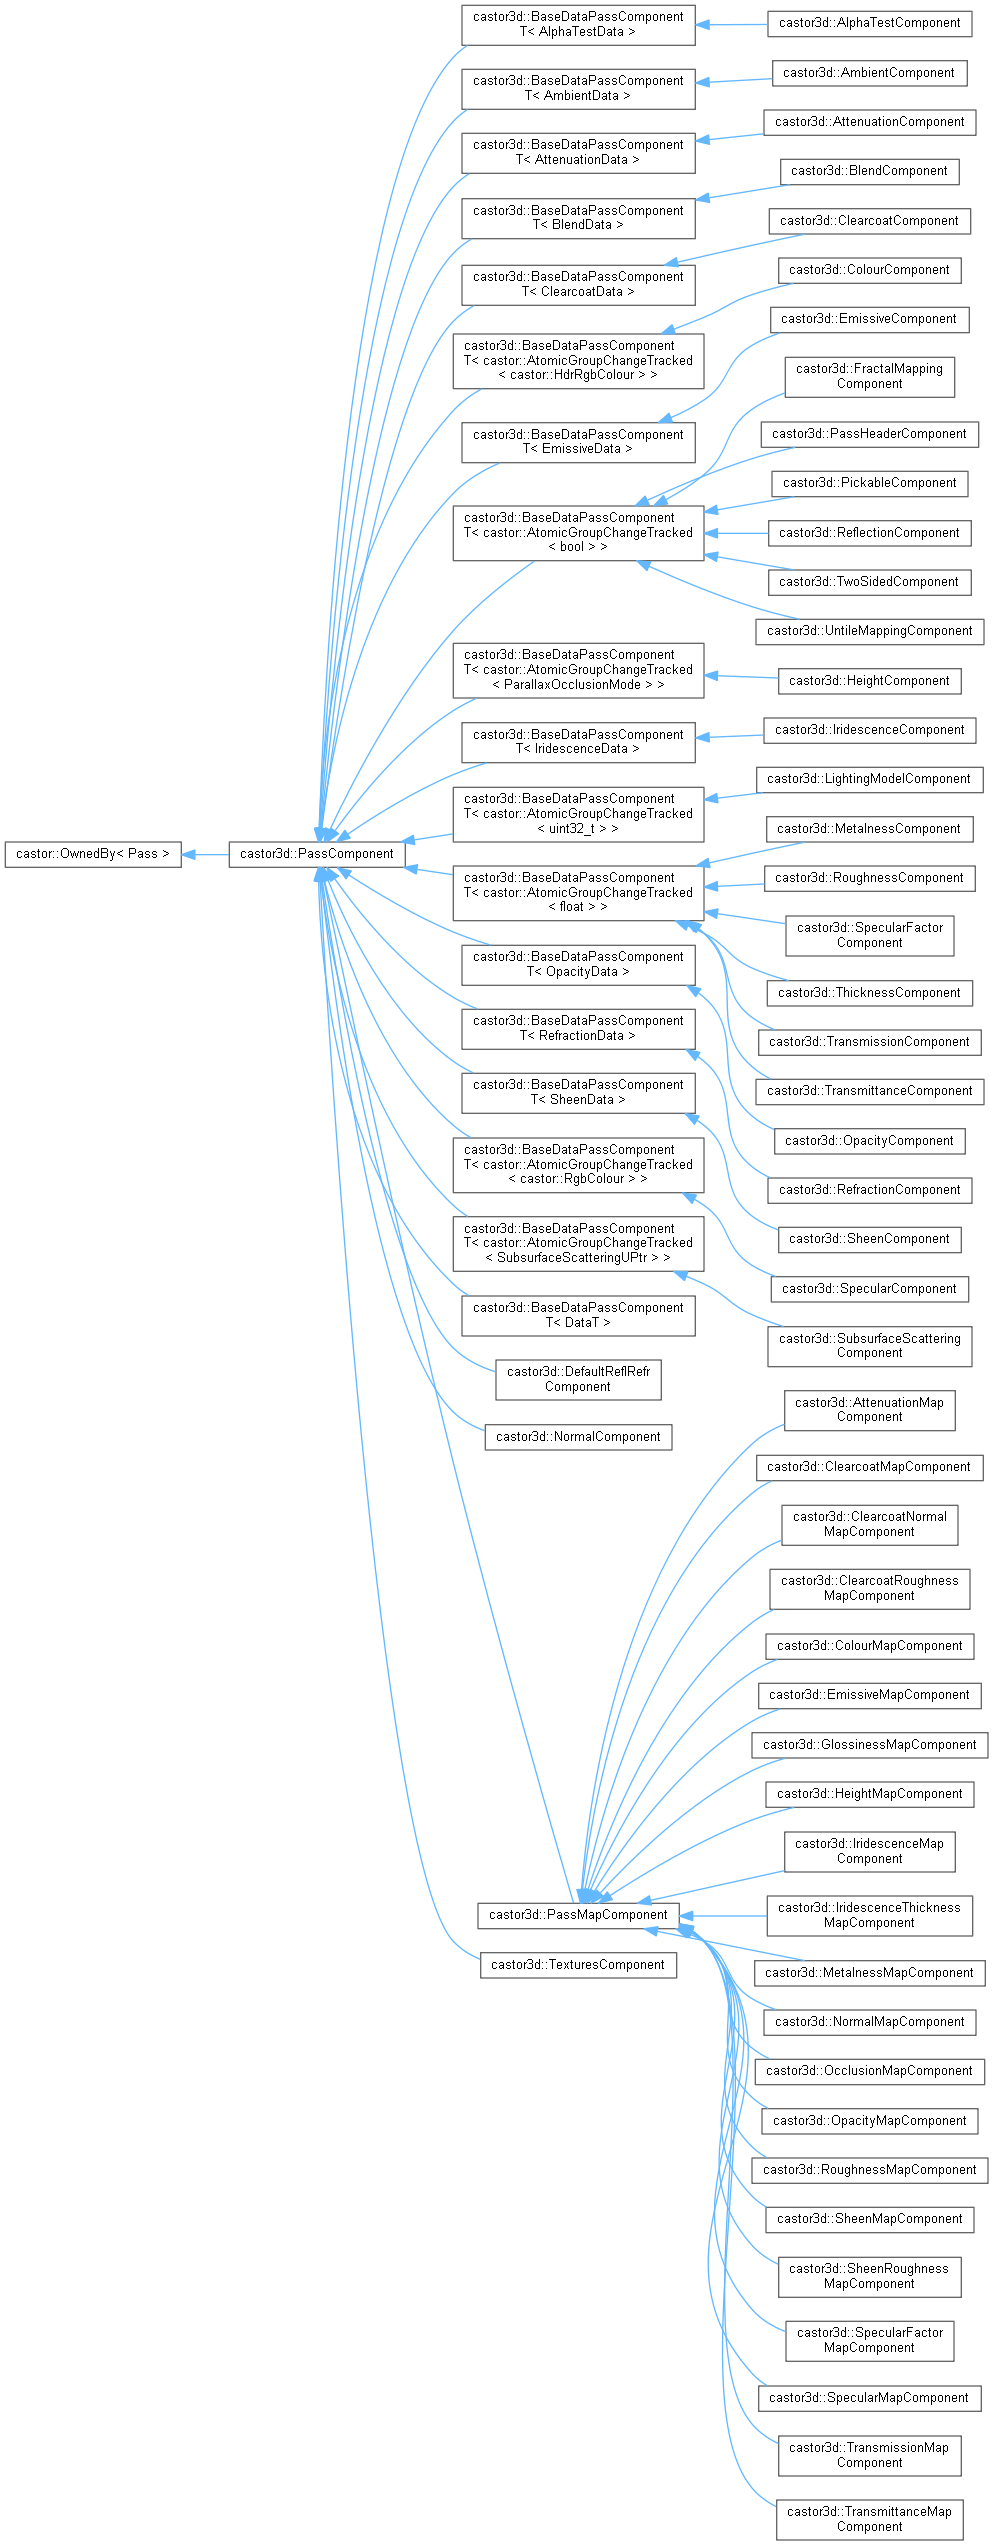 castor::OwnedBy< Pass >
castor3d::PassComponent
castor3d::BaseDataPassComponent
T< AlphaTestData >
castor3d::BaseDataPassComponent
T< AmbientData >
castor3d::BaseDataPassComponent
T< AttenuationData >
castor3d::BaseDataPassComponent
T< BlendData >
castor3d::BaseDataPassComponent
T< ClearcoatData >
castor3d::BaseDataPassComponent
T< castor::AtomicGroupChangeTracked
< castor::HdrRgbColour > >
castor3d::BaseDataPassComponent
T< EmissiveData >
castor3d::BaseDataPassComponent
T< castor::AtomicGroupChangeTracked
< bool > >
castor3d::BaseDataPassComponent
T< castor::AtomicGroupChangeTracked
< ParallaxOcclusionMode > >
castor3d::BaseDataPassComponent
T< IridescenceData >
castor3d::BaseDataPassComponent
T< castor::AtomicGroupChangeTracked
< uint32_t > >
castor3d::BaseDataPassComponent
T< castor::AtomicGroupChangeTracked
< float > >
castor3d::BaseDataPassComponent
T< OpacityData >
castor3d::BaseDataPassComponent
T< RefractionData >
castor3d::BaseDataPassComponent
T< SheenData >
castor3d::BaseDataPassComponent
T< castor::AtomicGroupChangeTracked
< castor::RgbColour > >
castor3d::BaseDataPassComponent
T< castor::AtomicGroupChangeTracked
< SubsurfaceScatteringUPtr > >
castor3d::BaseDataPassComponent
T< DataT >
castor3d::DefaultReflRefr
Component
castor3d::NormalComponent
castor3d::PassMapComponent
castor3d::TexturesComponent
castor3d::AlphaTestComponent
castor3d::AmbientComponent
castor3d::AttenuationComponent
castor3d::BlendComponent
castor3d::ClearcoatComponent
castor3d::ColourComponent
castor3d::EmissiveComponent
castor3d::FractalMapping
Component
castor3d::PassHeaderComponent
castor3d::PickableComponent
castor3d::ReflectionComponent
castor3d::TwoSidedComponent
castor3d::UntileMappingComponent
castor3d::HeightComponent
castor3d::IridescenceComponent
castor3d::LightingModelComponent
castor3d::MetalnessComponent
castor3d::RoughnessComponent
castor3d::SpecularFactor
Component
castor3d::ThicknessComponent
castor3d::TransmissionComponent
castor3d::TransmittanceComponent
castor3d::OpacityComponent
castor3d::RefractionComponent
castor3d::SheenComponent
castor3d::SpecularComponent
castor3d::SubsurfaceScattering
Component
castor3d::AttenuationMap
Component
castor3d::ClearcoatMapComponent
castor3d::ClearcoatNormal
MapComponent
castor3d::ClearcoatRoughness
MapComponent
castor3d::ColourMapComponent
castor3d::EmissiveMapComponent
castor3d::GlossinessMapComponent
castor3d::HeightMapComponent
castor3d::IridescenceMap
Component
castor3d::IridescenceThickness
MapComponent
castor3d::MetalnessMapComponent
castor3d::NormalMapComponent
castor3d::OcclusionMapComponent
castor3d::OpacityMapComponent
castor3d::RoughnessMapComponent
castor3d::SheenMapComponent
castor3d::SheenRoughness
MapComponent
castor3d::SpecularFactor
MapComponent
castor3d::SpecularMapComponent
castor3d::TransmissionMap
Component
castor3d::TransmittanceMap
Component